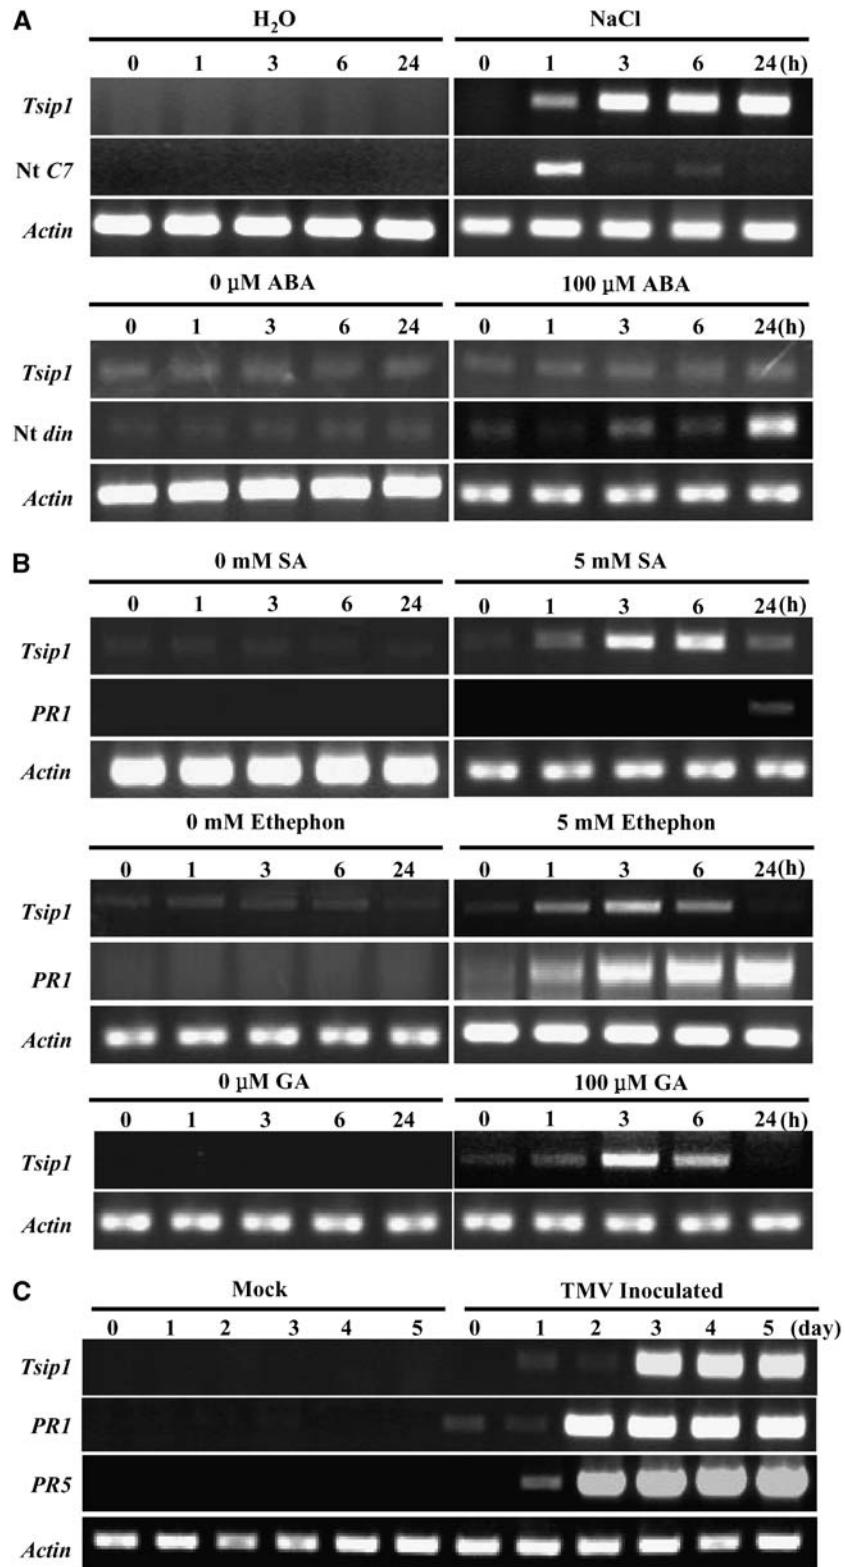 A
H2O NaCl
0 1 3 6 24 0 1 3 6 24 (h)
Tsip1
Nt C7
Actin
0 µM ABA 100 µM ABA
0 1 3 6 24 0 1 3 6 24(h)
Tsip1
Nt din
Actin
B
0 mM SA 5 mM SA
0 1 3 6 24 0 1 3 6 24(h)
Tsip1
PR1
Actin
0 mM Ethephon 5 mM Ethephon
0 1 3 6 24 0 1 3 6 24(h)
Tsip1
PR1
Actin
0 µM GA 100 µM GA
0 1 3 6 24 0 1 3 6 24 (h)
Tsip1
Actin
C
Mock TMV Inoculated
0 1 2 3 4 5 0 1 2 3 4 5 (day)
Tsip1
PR1
PR5
Actin